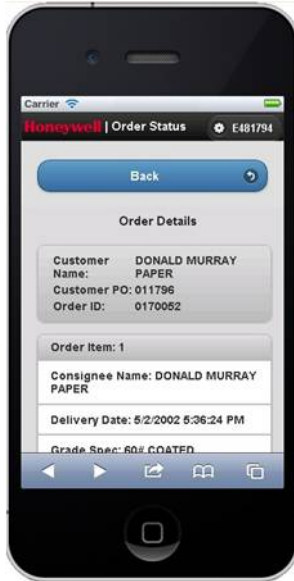 Carrier
Honeywell | Order Status E481794
Back
Order Details
Customer Name: DONALD MURRAY PAPER
Customer PO: 011796
Order ID: 0170052
Order Item: 1
Consignee Name: DONALD MURRAY
PAPER
Delivery Date: 5/2/2002 5:36:24 PM
Grade Spec: 60# COATED